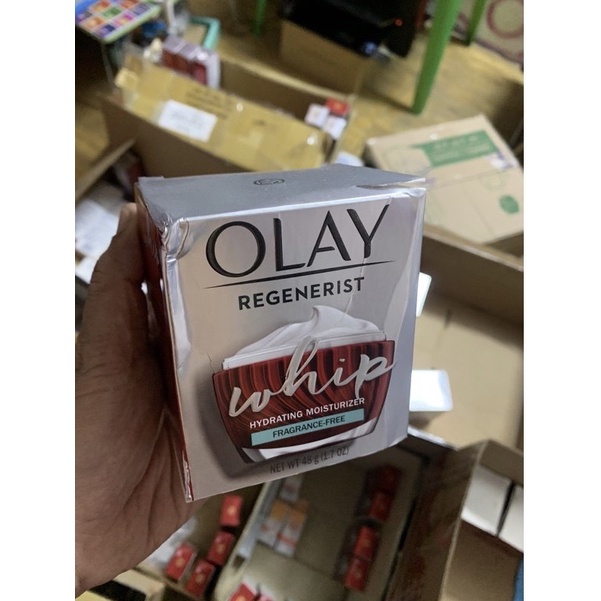 OLAY
REGENERIST
whip
HYDRATING MOISTURIZER
FRAGRANCE-FREE
NET WT 48 g (1.7 OZ)